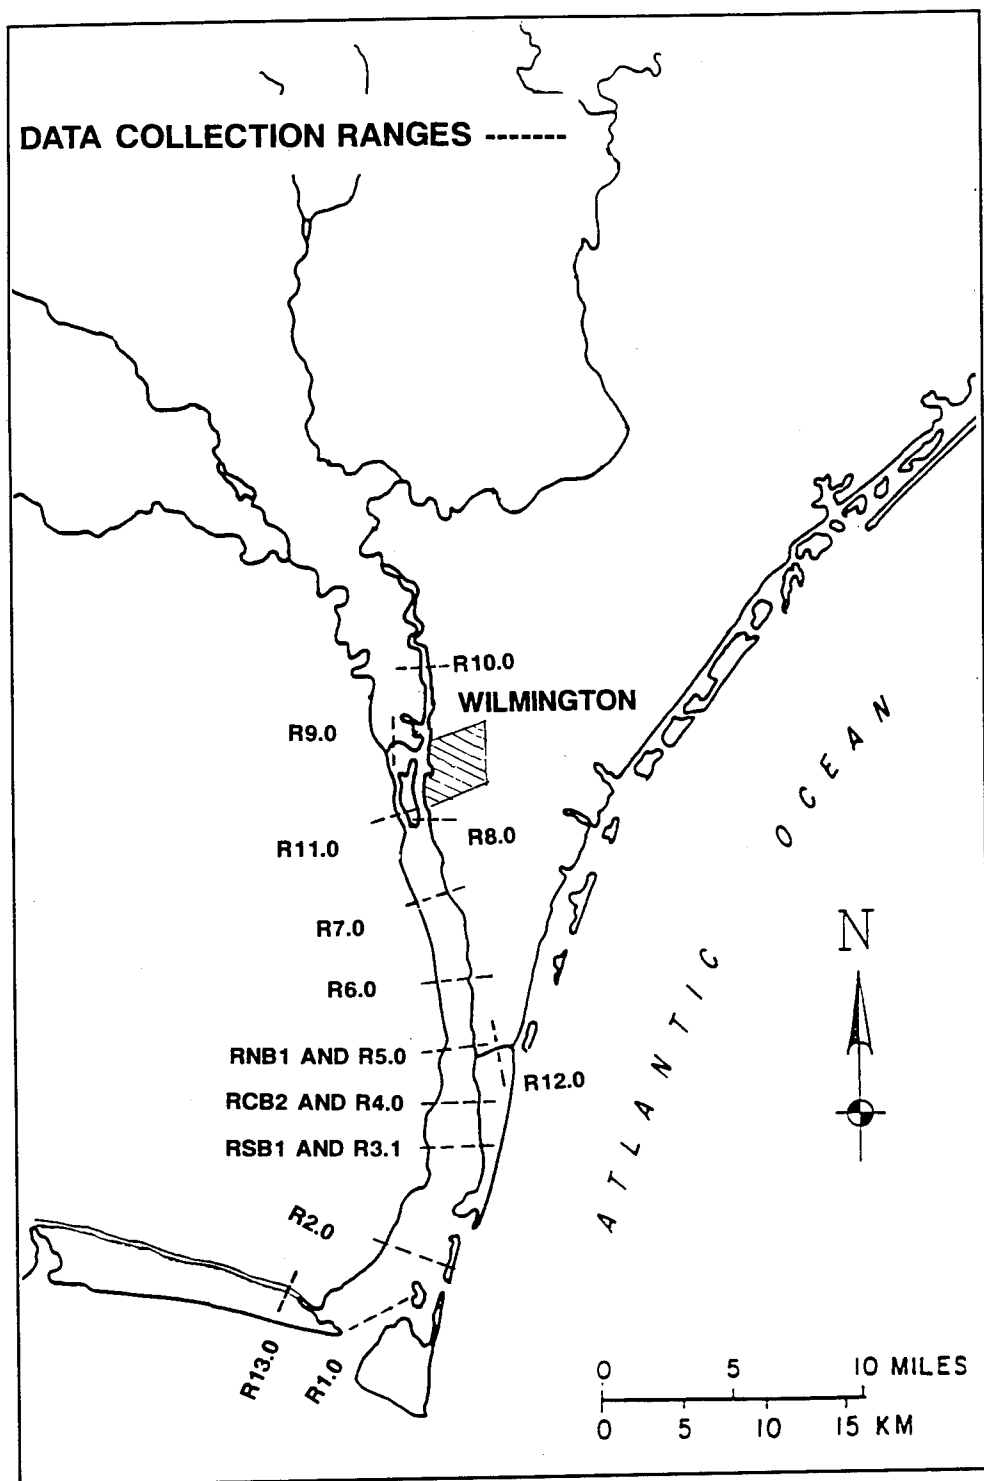 DATA COLLECTION RANGES -------
R10.0
WILMINGTON
R9.0
R8.0
R11.0
R7.0
R6.0
RNB1 AND R5.0
R12.0
RCB2 AND R4.0
RSB1 AND R3.1
R2.0
R13.0
R1.0
ATLANTIC OCEAN
N
0 5 10 MILES
0 5 10 15 KM